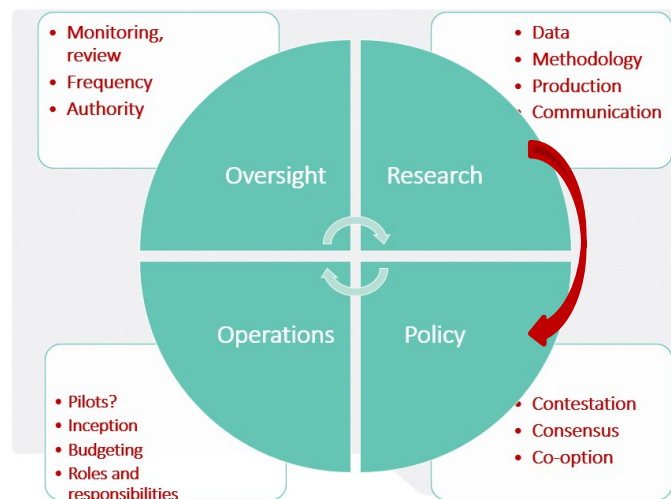 • Monitoring,
review
• Frequency
• Authority
• Data
• Methodology
• Production
• Communication
Oversight
Research
Operations
Policy
• Pilots?
• Inception
• Budgeting
• Roles and
responsibilities
• Contestation
• Consensus
• Co-option